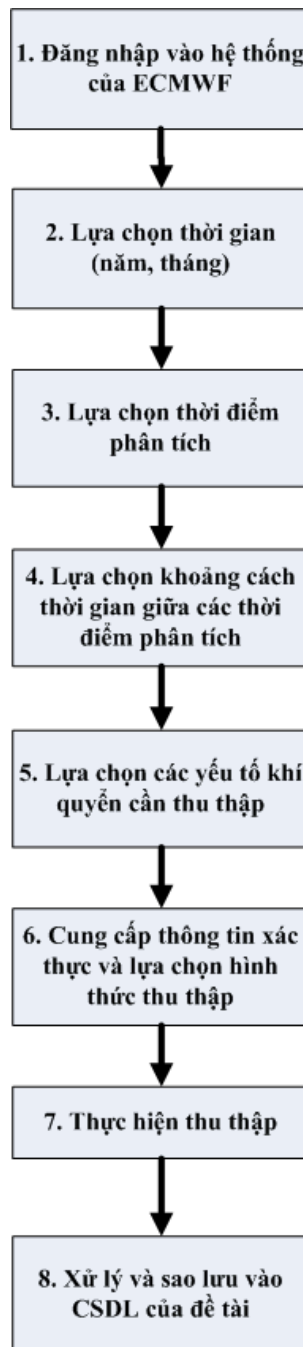 1. Đăng nhập vào hệ thống
của ECMWF
2. Lựa chọn thời gian
(năm, tháng)
3. Lựa chọn thời điểm
phân tích
4. Lựa chọn khoảng cách
thời gian giữa các thời
điểm phân tích
5. Lựa chọn các yếu tố khí
quyển cần thu thập
6. Cung cấp thông tin xác
thực và lựa chọn hình
thức thu thập
7. Thực hiện thu thập
8. Xử lý và sao lưu vào
CSDL của đề tài